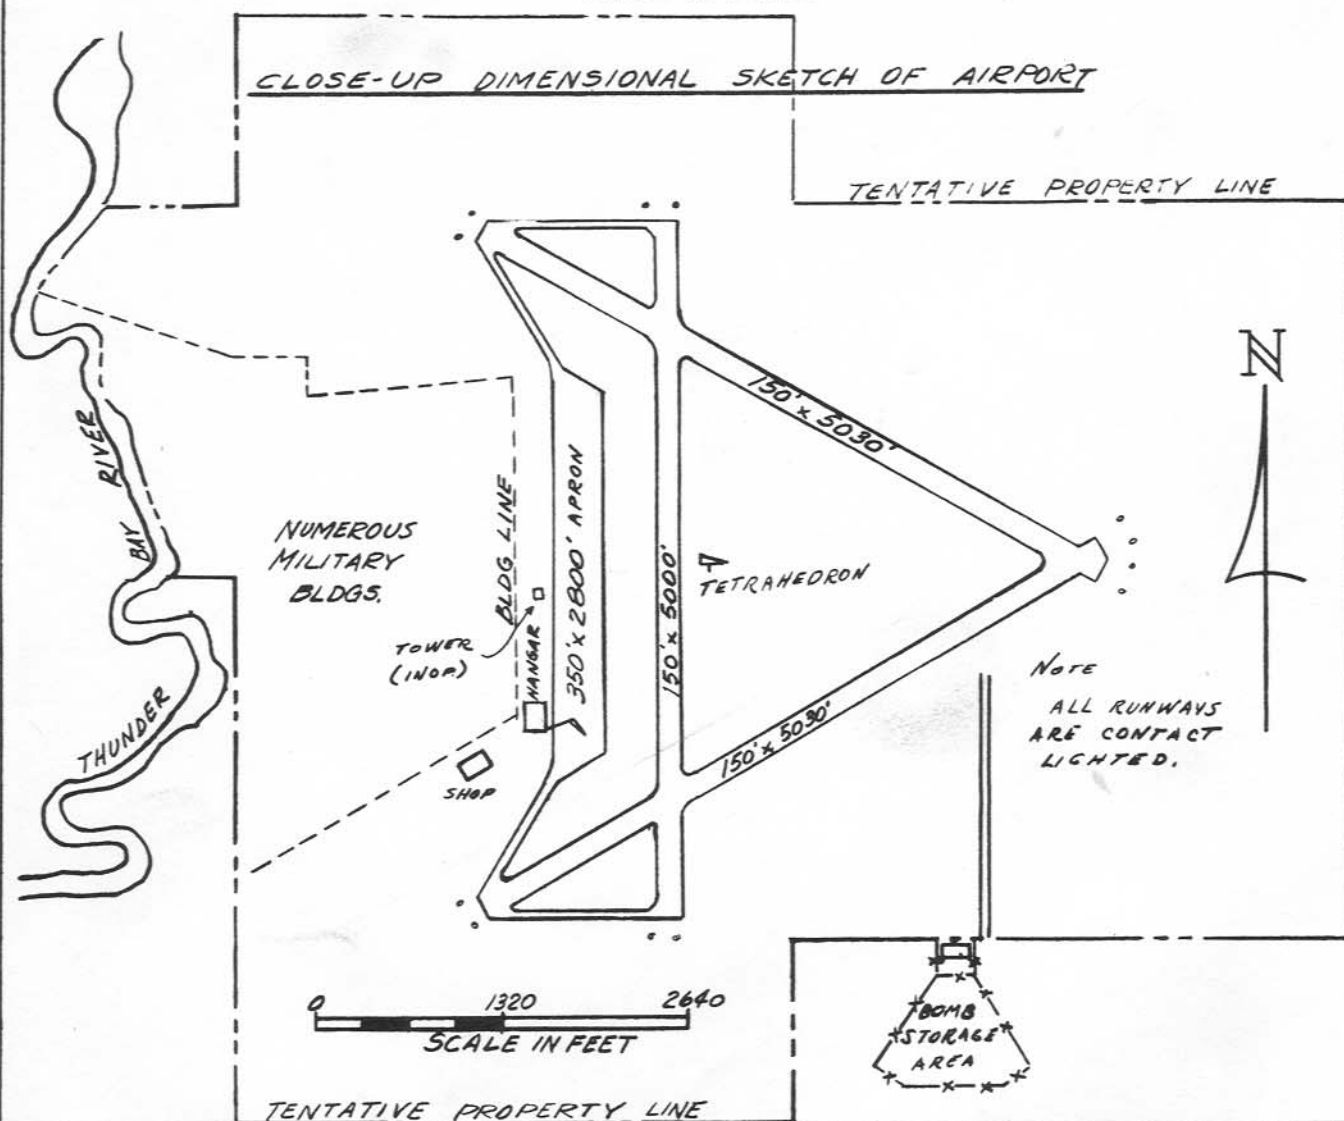 CLOSE-UP DIMENSIONAL SKETCH OF AIRPORT
TENTATIVE PROPERTY LINE
N
150' x 5030'
RIVER
BAY
THUNDER
NUMEROUS
MILITARY
BLDGS.
BLDG LINE
350' x 2800' APRON
150' x 5000'
TETRAHEDRON
TOWER
(INOP.)
HANGAR
SHOP
150' x 5030'
NOTE
ALL RUNWAYS
ARE CONTACT
LIGHTED.
0 1320 2640
SCALE IN FEET
BOMB
STORAGE
AREA
TENTATIVE PROPERTY LINE